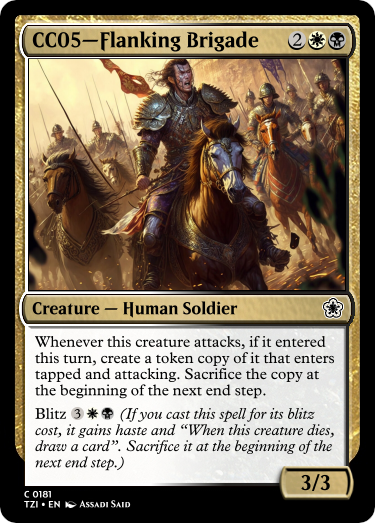 CC05—Flanking Brigade 2
Creature — Human Soldier
Whenever this creature attacks, if it entered
this turn, create a token copy of it that enters
tapped and attacking. Sacrifice the copy at
the beginning of the next end step.
Blitz 3 (If you cast this spell for its blitz
cost, it gains haste and “When this creature dies,
draw a card”. Sacrifice it at the beginning of the
next end step.)
3/3
C 0181
TZI • EN Assadi Said